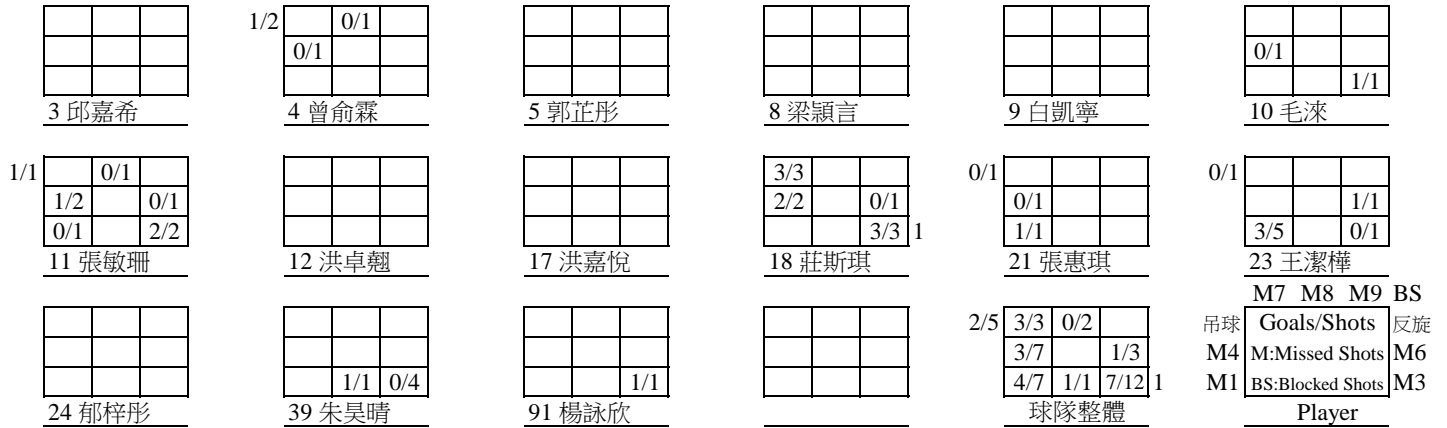 1/2 0/1
0/1 0/1
1/1
3 邱嘉希 4 曾俞霖 5 郭芷彤 8 梁穎言 9 白凱寧 10 毛淶
1/1 0/1 3/3 0/1 0/1
1/2 0/1 2/2 0/1 0/1 1/1
0/1 2/2 3/3 1 1/1 3/5 0/1
11 張敏珊 12 洪卓翹 17 洪嘉悅 18 莊斯琪 21 張惠琪 23 王潔樺
M7 M8 M9 BS
2/5 3/3 0/2 吊球 Goals/Shots 反旋
3/7 1/3 M4 M:Missed Shots M6
1/1 0/4 1/1 4/7 1/1 7/12 1 M1 BS:Blocked Shots M3
24 郁梓彤 39 朱昊晴 91 楊詠欣 球隊整體 Player